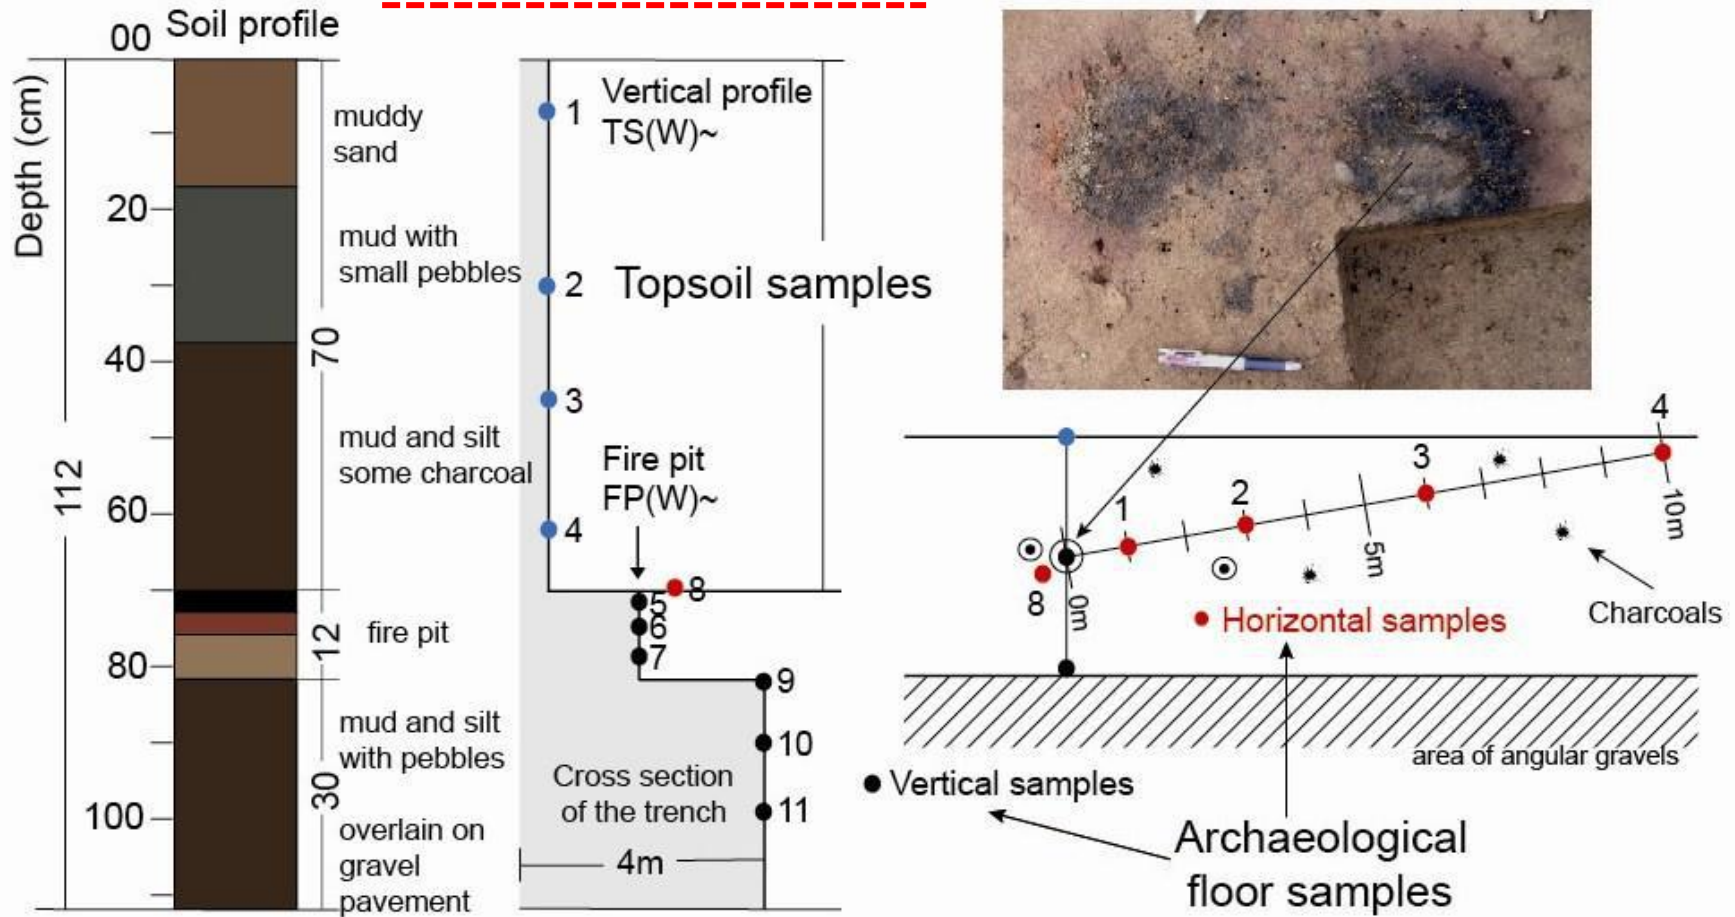 Soil profile
Depth (cm)
00
20
40
60
80
100
112
70
12
30
muddy
sand
mud with
small pebbles
mud and silt
some charcoal
fire pit
mud and silt
with pebbles
overlain on
gravel
pavement
1
Vertical profile
TS(W)~
2
Topsoil samples
3
Fire pit
FP(W)~
4
8
5
6
7
9
10
11
Cross section
of the trench
4m
4
3
2
1
10m
5m
0m
8
Charcoals
Horizontal samples
area of angular gravels
Vertical samples
Archaeological
floor samples